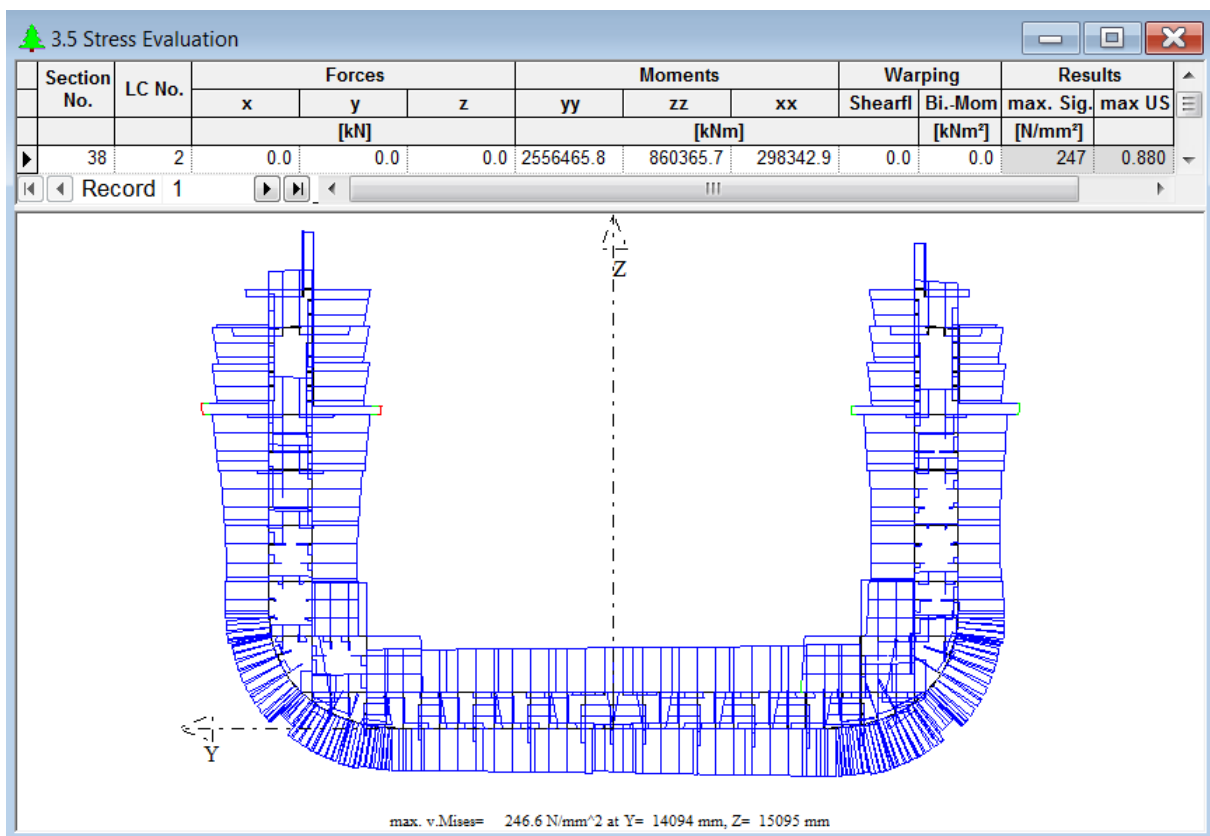 3.5 Stress Evaluation
Section No. LC No. Forces Moments Warping Results
x y z yy zz xx Shearfl Bi.-Mom max. Sig. max US
[kN] [kNm] [kNm²] [N/mm²]
38 2 0.0 0.0 0.0 2556465.8 860365.7 298342.9 0.0 0.0 247 0.880
Record 1
Z
Y
max. v.Mises= 246.6 N/mm^2 at Y= 14094 mm, Z= 15095 mm